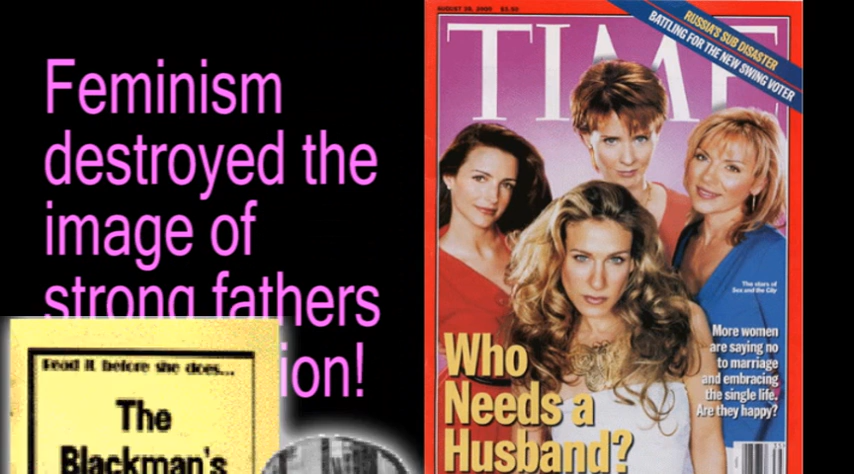 Feminism
destroyed the
image of
strong fathers
ion!
Read it before she does...
The
Blackman's
AUGUST 28, 2000 $3.50
TIME
RUSSIA'S SUB DISASTER
BATTLING FOR THE NEW SWING VOTER
The stars of
Sex and the City
More women
are saying no
to marriage
and embracing
the single life.
Are they happy?
Who
Needs a
Husband?